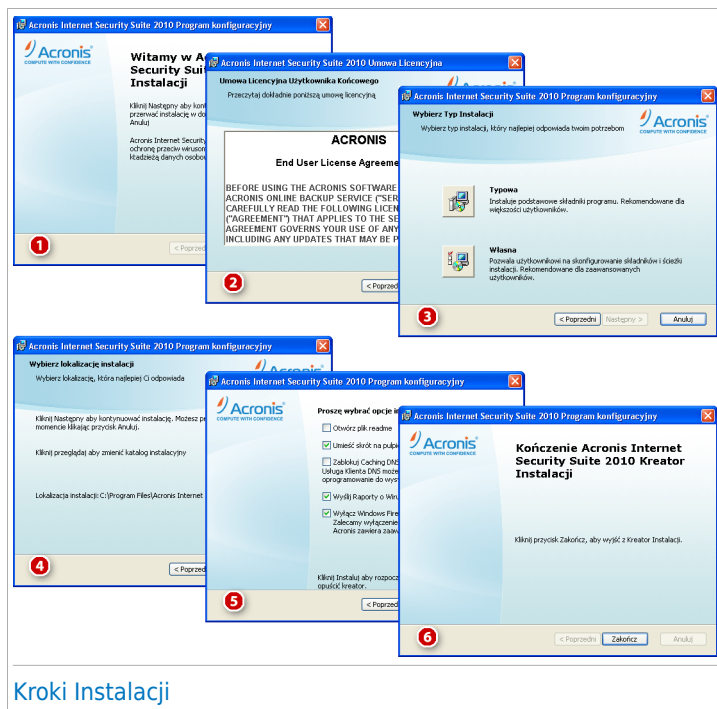 Acronis Internet Security Suite 2010 Program konfiguracyjny
Acronis
COMPUTE WITH CONFIDENCE
Witamy w
Security
Instalacji
Kliknij Następny aby
przerwać instalację w
Anuluj
Acronis Internet Security
ochronę przeciw
kradzieżą danych
1
< Poprzed
Acronis Internet Security Suite 2010 Umowa Licencyjna
Umowa Licencyjna Użytkownika Końcowego
Przeczytaj dokładnie poniższą umowę licencyjną
ACRONIS
End User License Agreeme
BEFORE USING THE ACRONIS SOFTWARE
ACRONIS ONLINE BACKUP SERVICE ("SER
CAREFULLY READ THE FOLLOWING LICEN
("AGREEMENT") THAT APPLIES TO THE SE
AGREEMENT GOVERNS YOUR USE OF ANY
INCLUDING ANY UPDATES THAT MAY BE P
2
< Poprzed
Acronis Internet Security Suite 2010 Program konfiguracyjny
Wybierz Typ Instalacji
Wybierz typ instalacji, który najlepiej odpowiada twoim potrzebom
Acronis
COMPUTE WITH CONFIDENCE
Typowa
Instaluje podstawowe składniki programu. Rekomendowane dla
większości użytkowników.
Własna
Pozwala użytkownikowi na skonfigurowanie składników i ścieżki
instalacji. Rekomendowane dla zaawansowanych
użytkowników.
3
< Poprzedni Następny > Anuluj
Acronis Internet Security Suite 2010 Program konfiguracyjny
Wybierz lokalizację instalacji
Wybierz lokalizację, która najlepiej Ci odpowiada
Kliknij Następny aby kontynuować instalację. Możesz
momencie klikając przycisk Anuluj.
Kliknij przeglądaj aby zmienić katalog instalacyjny
Lokalizacja instalacji: C:\Program Files\Acronis Internet
4
< Poprzed
Acronis Internet Security Suite 2010 Program konfiguracyjny
Acronis
COMPUTE WITH CONFIDENCE
Proszę wybrać opcje
Otwórz plik readme
Umieść skrót na
Zablokuj Caching DNS
Usługa Klienta DNS może
oprogramowanie do
Wyślij Raporty o
Wyłącz Windows Fire
Zalecamy wyłączenie
Acronis zawiera
Kliknij Instaluj aby
opuścić kreator.
5
< Poprzed
Acronis Internet Security Suite 2010 Program konfiguracyjny
Acronis
COMPUTE WITH CONFIDENCE
Kończenie Acronis Internet
Security Suite 2010 Kreator
Instalacji
Kliknij przycisk Zakończ, aby wyjść z Kreator Instalacji.
6
< Poprzedni Zakończ Anuluj
Kroki Instalacji